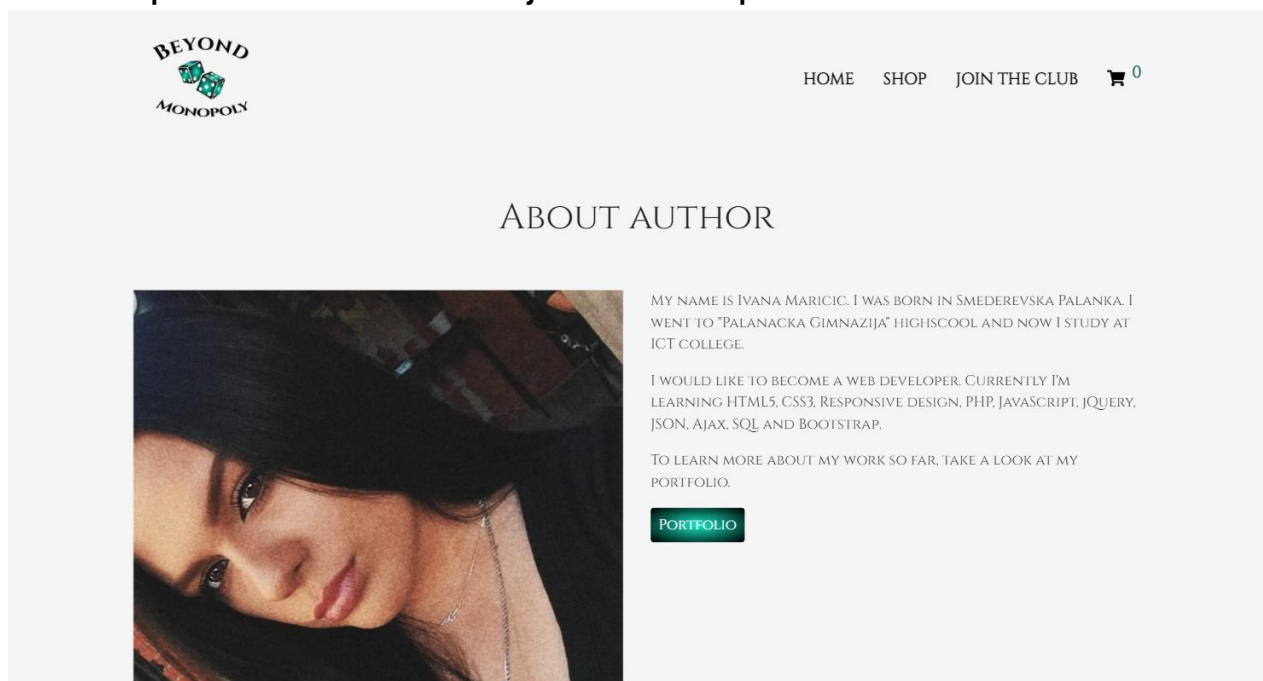 BEYOND
MONOPOLY
HOME SHOP JOIN THE CLUB 0
ABOUT AUTHOR
MY NAME IS IVANA MARICIC. I WAS BORN IN SMEDEREVSKA PALANKA. I
WENT TO "PALANACKA GIMNAZIJA" HIGHSCOOL AND NOW I STUDY AT
ICT COLLEGE.
I WOULD LIKE TO BECOME A WEB DEVELOPER. CURRENTLY I'M
LEARNING HTML5, CSS3, RESPONSIVE DESIGN, PHP, JAVASCRIPT, JQUERY,
JSON, AJAX, SQL AND BOOTSTRAP.
TO LEARN MORE ABOUT MY WORK SO FAR, TAKE A LOOK AT MY
PORTFOLIO.
PORTFOLIO